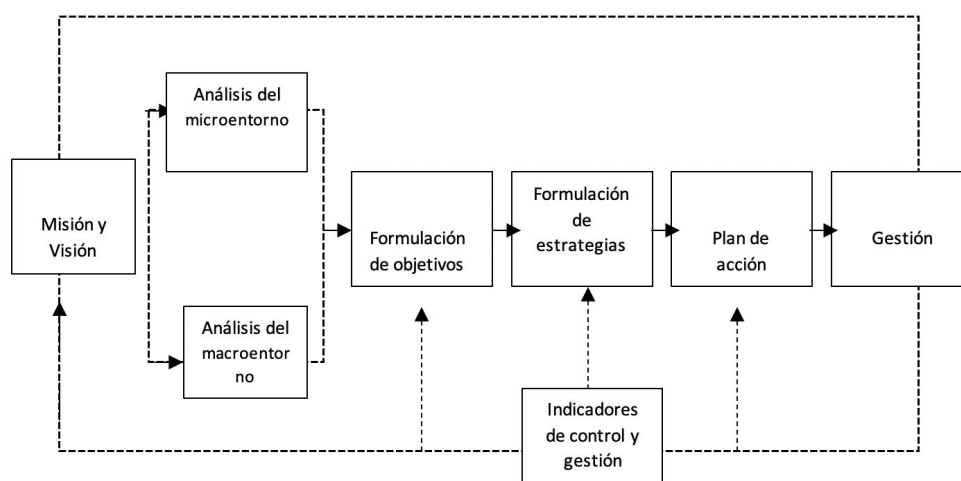 Análisis del
microentorno
Misión y
Visión
Análisis del
macroentor
no
Formulación
de objetivos
Formulación
de
estrategias
Plan de
acción
Gestión
Indicadores
de control y
gestión